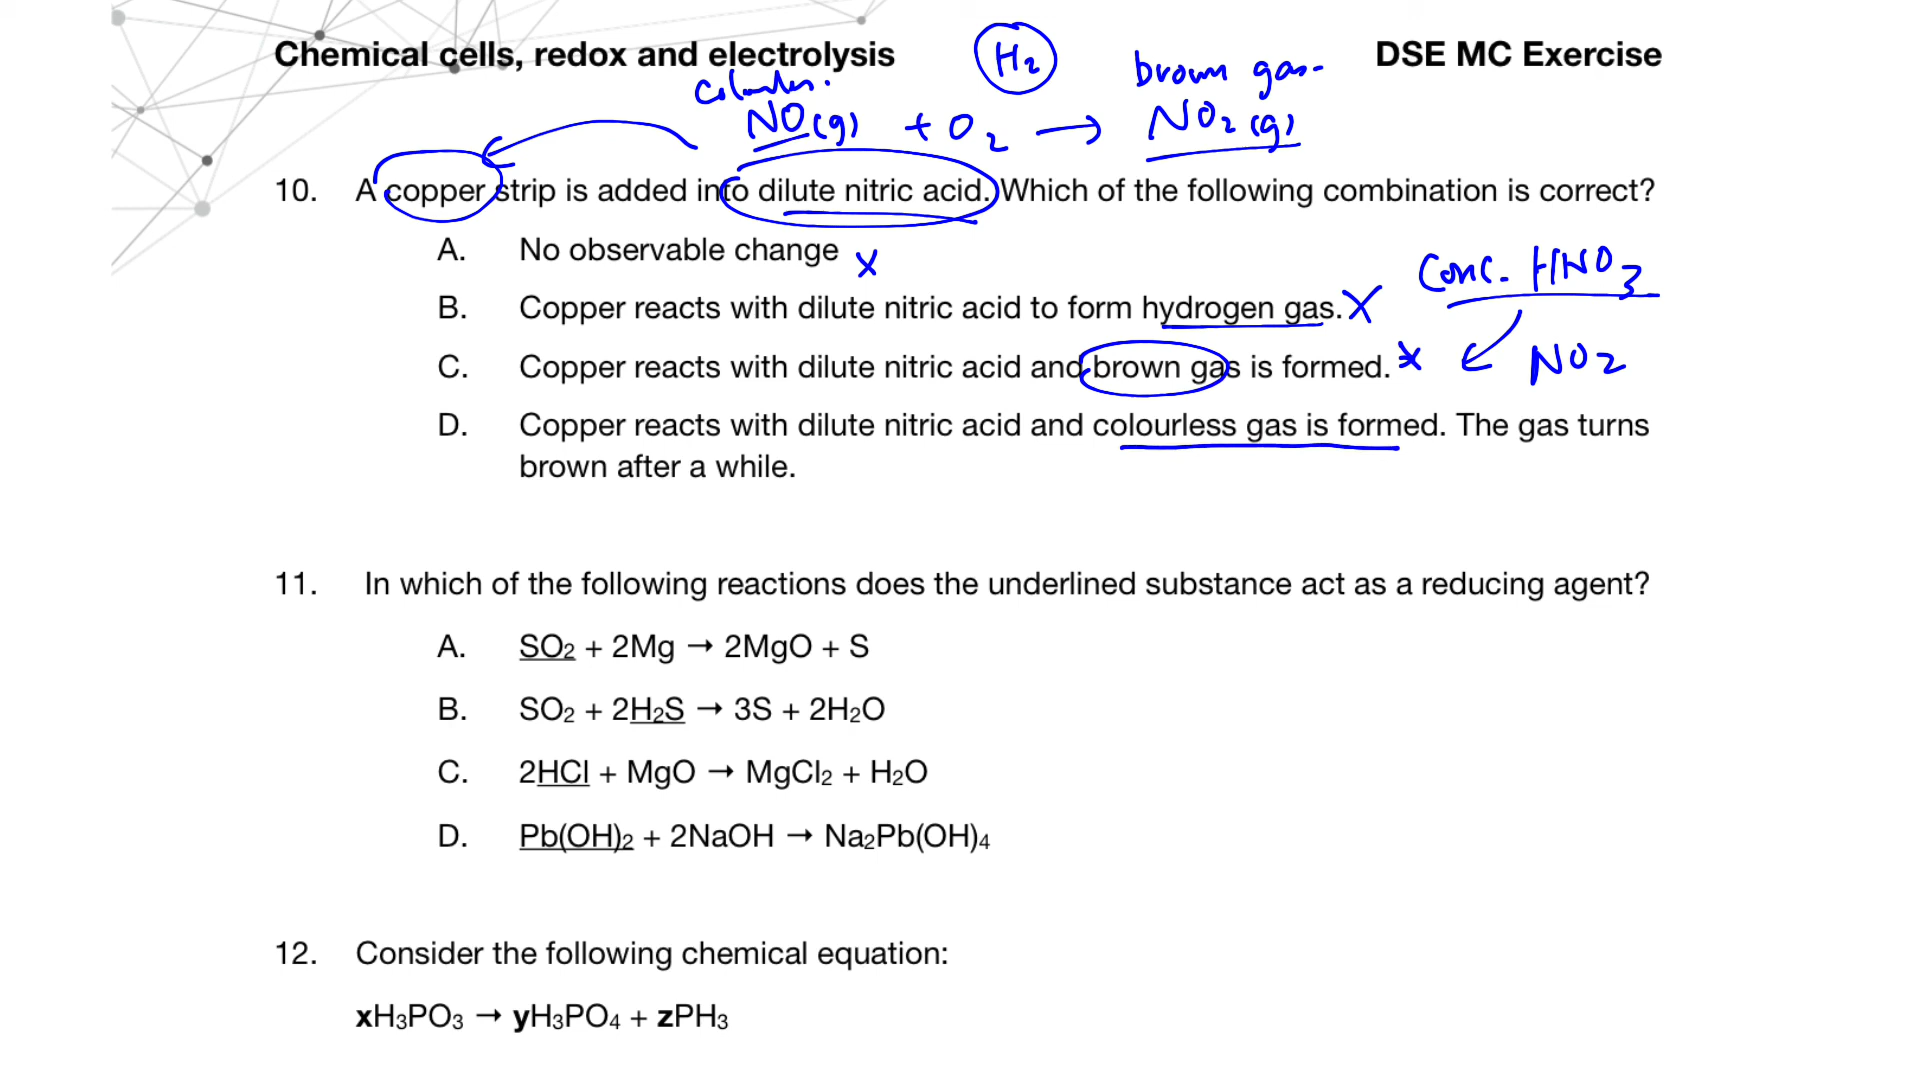 Chemical cells, redox and electrolysis
H₂
brown gas.
DSE MC Exercise
NO(g) + O₂ → NO₂(g)
10. A copper strip is added into dilute nitric acid. Which of the following combination is correct?
A. No observable change x
Conc. HNO₃
B. Copper reacts with dilute nitric acid to form hydrogen gas. X
C. Copper reacts with dilute nitric acid and brown gas is formed. x
NO₂
D. Copper reacts with dilute nitric acid and colourless gas is formed. The gas turns
brown after a while.
11. In which of the following reactions does the underlined substance act as a reducing agent?
A. SO₂ + 2Mg → 2MgO + S
B. SO₂ + 2H₂S → 3S + 2H₂O
C. 2HCl + MgO → MgCl₂ + H₂O
D. Pb(OH)₂ + 2NaOH → Na₂Pb(OH)₄
12. Consider the following chemical equation:
xH₃PO₃ → yH₃PO₄ + zPH₃